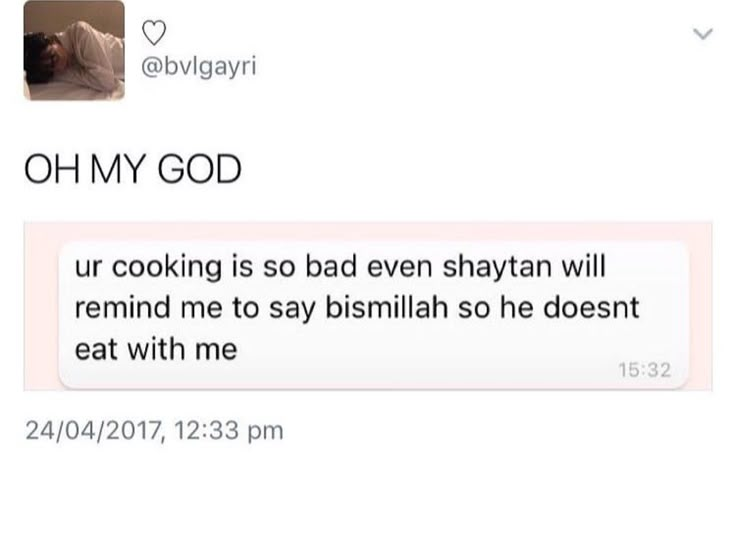 ♡
@bvlgayri
OH MY GOD
ur cooking is so bad even shaytan will
remind me to say bismillah so he doesnt
eat with me
15:32
24/04/2017, 12:33 pm